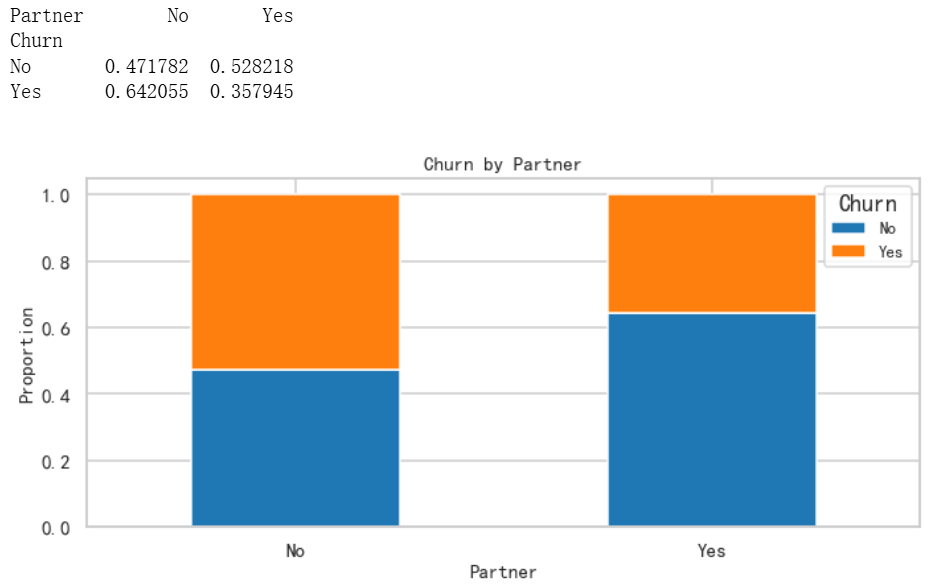 Partner No Yes
Churn
No 0.471782 0.528218
Yes 0.642055 0.357945
Churn by Partner
Churn
No
Yes
1.0
0.8
0.6
0.4
0.2
0.0
Proportion
No Yes
Partner